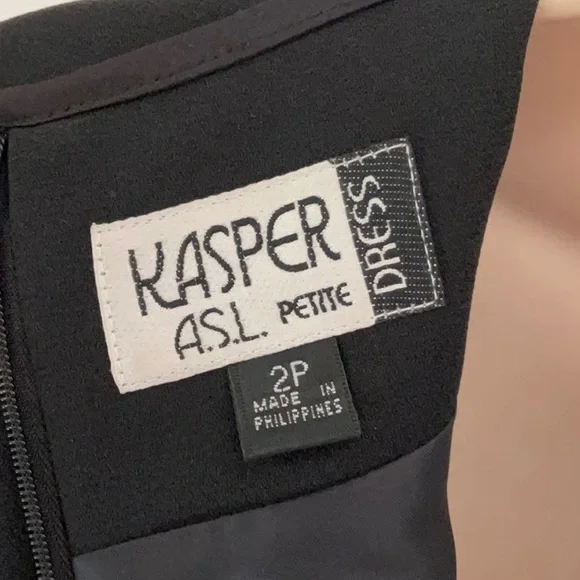 KASPER
A.S.L. PETITE
DRESS
2P
MADE IN
PHILIPPINES